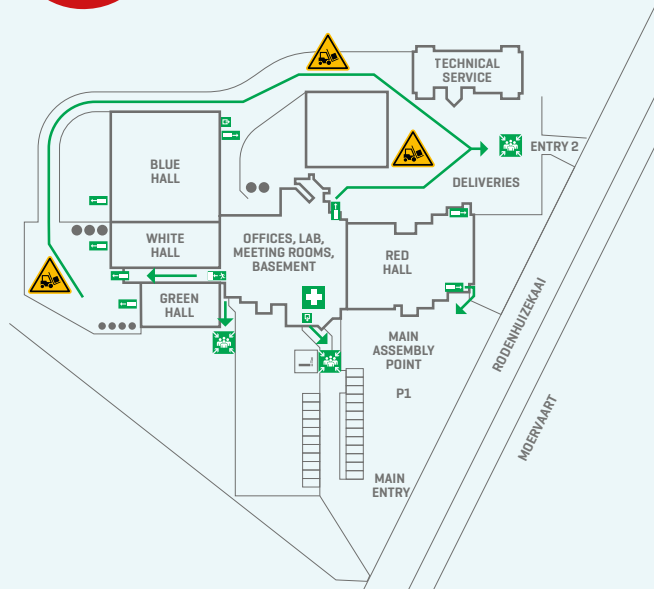 TECHNICAL
SERVICE
ENTRY 2
DELIVERIES
BLUE
HALL
WHITE
HALL
OFFICES, LAB,
MEETING ROOMS,
BASEMENT
RED
HALL
GREEN
HALL
MAIN
ASSEMBLY
POINT
P1
MAIN
ENTRY
RODENHUIZEKAAI
MOERVAART